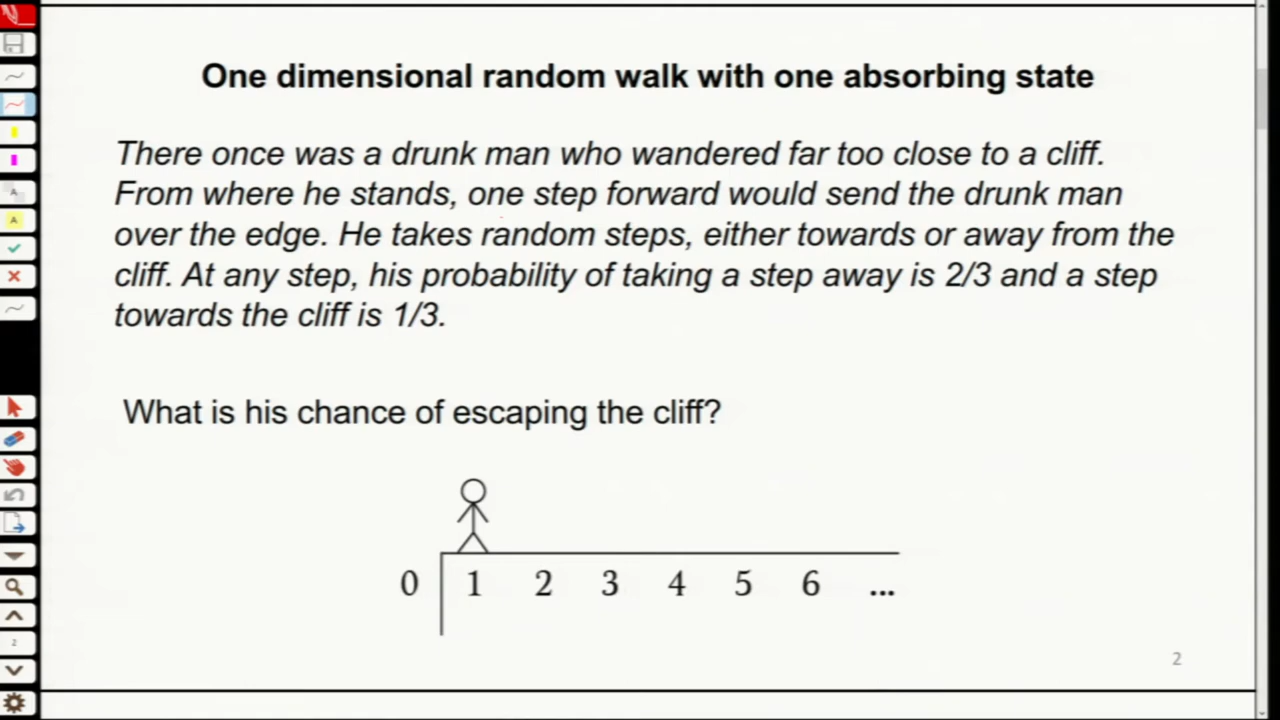 One dimensional random walk with one absorbing state
There once was a drunk man who wandered far too close to a cliff.
From where he stands, one step forward would send the drunk man
over the edge. He takes random steps, either towards or away from the
cliff. At any step, his probability of taking a step away is 2/3 and a step
towards the cliff is 1/3.
What is his chance of escaping the cliff?
0 1 2 3 4 5 6 ...
2
A
A
2